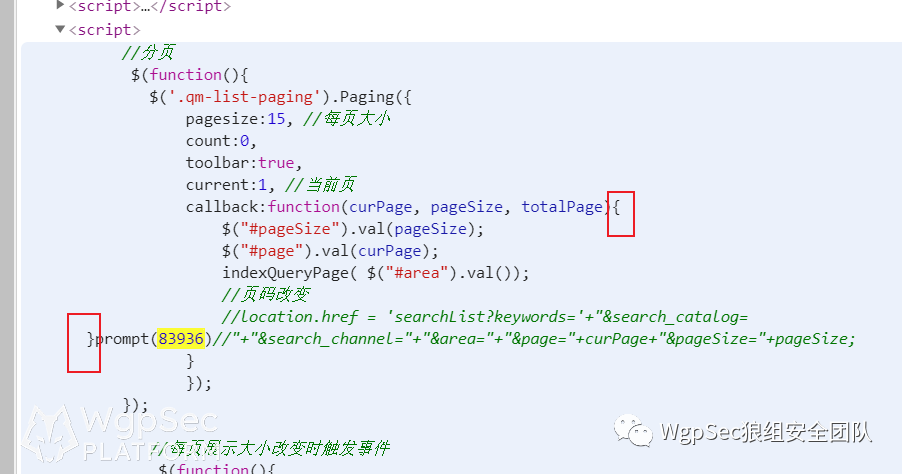 <script>…</script>
<script>
//分页
$(function(){
$('.qm-list-paging').Paging({
pagesize:15, //每页大小
count:0,
toolbar:true,
current:1, //当前页
callback:function(curPage, pageSize, totalPage){
$("#pageSize").val(pageSize);
$("#page").val(curPage);
indexQueryPage( $("#area").val());
//页码改变
//location.href = 'searchList?keywords='+"&search_catalog=
}prompt(83936)//"+"&search_channel="+"&area="+"&page="+curPage+"&pageSize="+pageSize;
}
});
});
WgpSec
PLATFORM
WgpSec狼组安全团队
//每页展示大小改变时触发事件
$(function(){